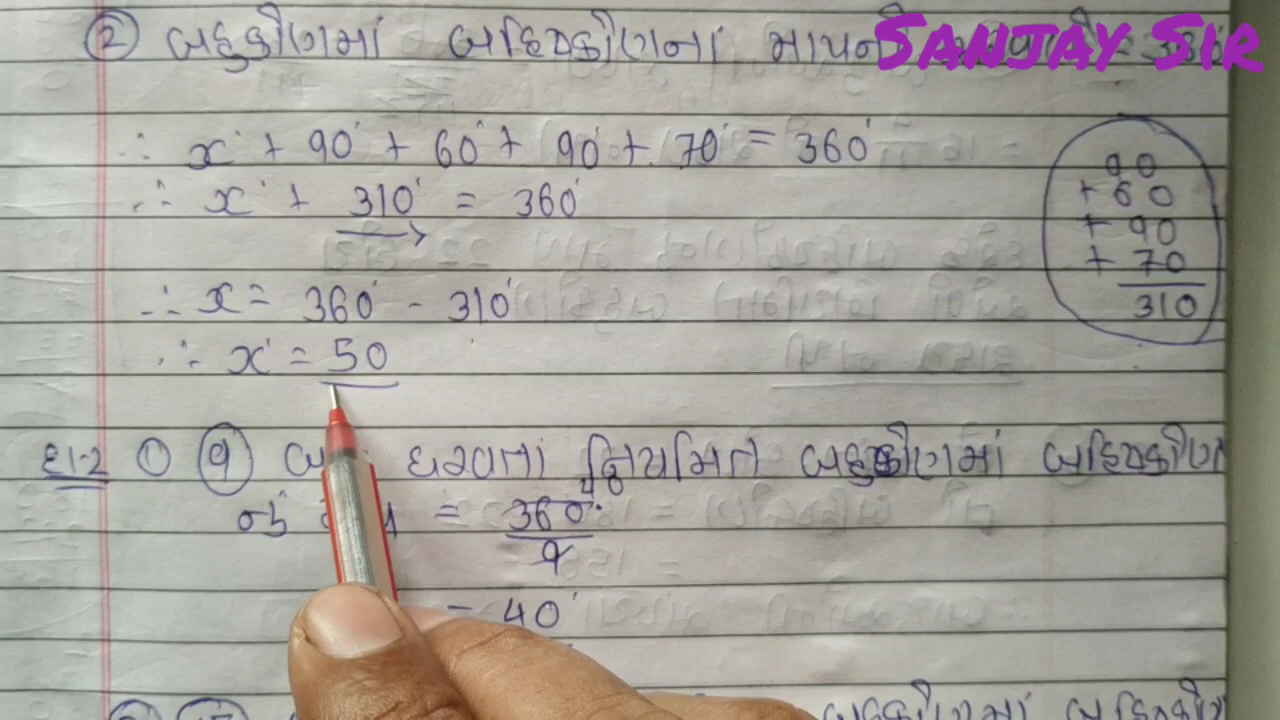 ② બહુકોણમાં બહિષ્કોણના માપનો
SANJAY SIR
∴ x° + 90° + 60° + 90° + 70° = 360°
∴ x° + 310° = 360°
∴ x = 360° - 310°
∴ x° = 50
90
+ 60
+ 90
+ 70
310
દા-2 ① ⑨ બાજુ ધરાવતા નિયમિત બહુકોણમાં બહિષ્કોણ
નું = 360°
40
9
= 40°
બહુકોણમાં બહિષ્કોણ